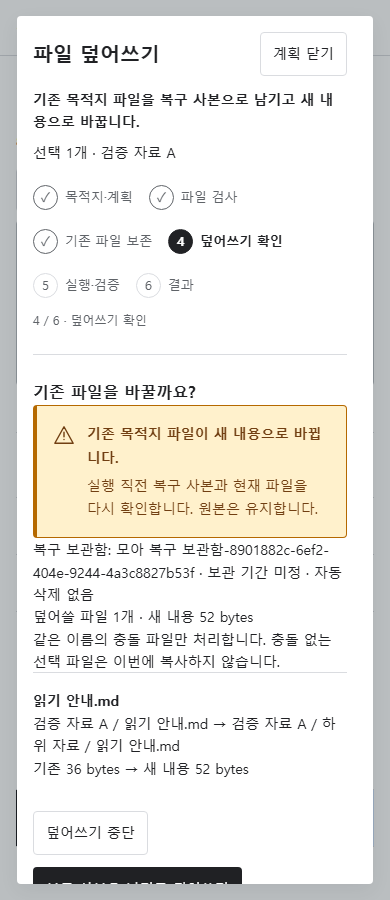 파일 덮어쓰기
계획 닫기
기존 목적지 파일을 복구 사본으로 남기고 새 내
용으로 바꿉니다.
선택 1개 · 검증 자료 A
목적지·계획
파일 검사
기존 파일 보존
4 덮어쓰기 확인
5 실행·검증
6 결과
4 / 6 · 덮어쓰기 확인
기존 파일을 바꿀까요?
기존 목적지 파일이 새 내용으로 바뀝
니다.
실행 직전 복구 사본과 현재 파일을
다시 확인합니다. 원본은 유지합니다.
복구 보관함: 모아 복구 보관함-8901882c-6ef2-
404e-9244-4a3c8827b53f · 보관 기간 미정 · 자동
삭제 없음
덮어쓸 파일 1개 · 새 내용 52 bytes
같은 이름의 충돌 파일만 처리합니다. 충돌 없는
선택 파일은 이번에 복사하지 않습니다.
읽기 안내.md
검증 자료 A / 읽기 안내.md → 검증 자료 A / 하
위 자료 / 읽기 안내.md
기존 36 bytes → 새 내용 52 bytes
덮어쓰기 중단